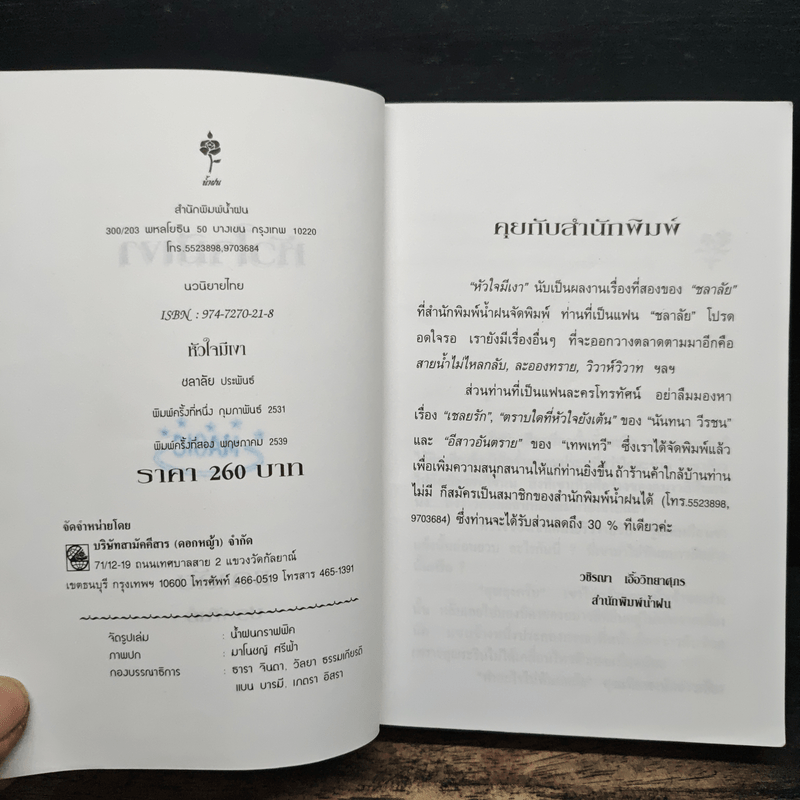 น้ำฝน
สำนักพิมพ์น้ำฝน
300/203 พหลโยธิน 50 บางเขน กรุงเทพ 10220
โทร.5523898,9703684
นวนิยายไทย
ISBN : 974-7270-21-8
หัวใจมีเงา
ชลาลัย ประพันธ์
พิมพ์ครั้งที่หนึ่ง กุมภาพันธ์ 2531
พิมพ์ครั้งที่สอง พฤษภาคม 2539
ราคา 260 บาท
จัดจำหน่ายโดย
บริษัทสามัคคีสาร (ดอกหญ้า) จำกัด
71/12-19 ถนนเทศบาลสาย 2 แขวงวัดกัลยาณ์
เขตธนบุรี กรุงเทพฯ 10600 โทรศัพท์ 466-0519 โทรสาร 465-1391
จัดรูปเล่ม : น้ำฝนกราฟฟิค
ภาพปก : มาโนชญ์ ศรีฟ้า
กองบรรณาธิการ : ธารา จินดา, วัลยา ธรรมเกียรติ
แบน บารมี, เภตรา อิสรา
คุยกับสำนักพิมพ์
"หัวใจมีเงา" นับเป็นผลงานเรื่องที่สองของ "ชลาลัย"
ที่สำนักพิมพ์น้ำฝนจัดพิมพ์ ท่านที่เป็นแฟน "ชลาลัย" โปรด
อดใจรอ เรายังมีเรื่องอื่นๆ ที่จะออกวางตลาดตามมาอีกคือ
สายน้ำไม่ไหลกลับ, ละอองทราย, วิวาห์วิวาท ฯลฯ
ส่วนท่านที่เป็นแฟนละครโทรทัศน์ อย่าลืมมองหา
เรื่อง "เชลยรัก", "ตราบใดที่หัวใจยังเต้น" ของ "นันทนา วีรชน"
และ "อีสาวอันตราย" ของ "เทพเทวี" ซึ่งเราได้จัดพิมพ์แล้ว
เพื่อเพิ่มความสนุกสนานให้แก่ท่านยิ่งขึ้น ถ้าร้านค้าใกล้บ้านท่าน
ไม่มี ก็สมัครเป็นสมาชิกของสำนักพิมพ์น้ำฝนได้ (โทร.5523898,
9703684) ซึ่งท่านจะได้รับส่วนลดถึง 30 % ทีเดียวค่ะ
วชิรญา เอื้อวิทยาศุภร
สำนักพิมพ์น้ำฝน